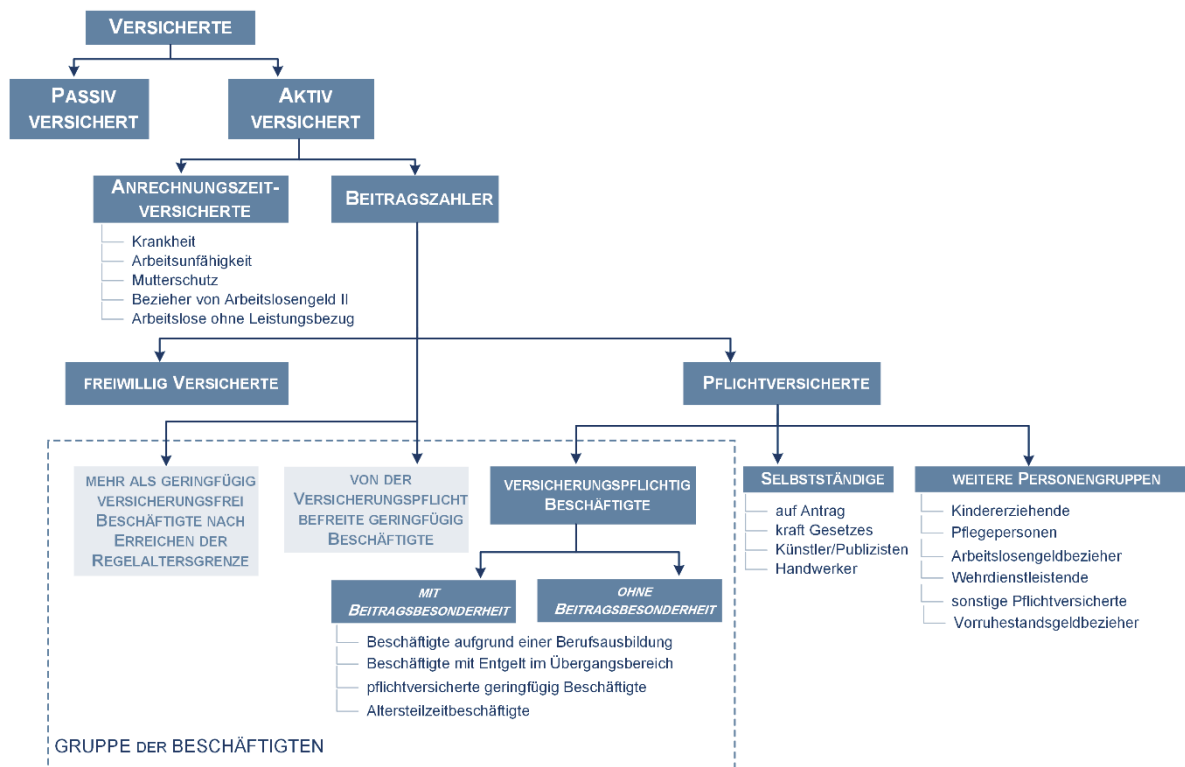 VERSICHERTE
PASSIV
VERSICHERT
AKTIV
VERSICHERT
ANRECHNUNGSZEIT-
VERSICHERTE
BEITRAGSZAHLER
Krankheit
Arbeitsunfähigkeit
Mutterschutz
Bezieher von Arbeitslosengeld II
Arbeitslose ohne Leistungsbezug
FREIWILLIG VERSICHERTE
PFLICHTVERSICHERTE
MEHR ALS GERINGFÜGIG
VERSICHERUNGSFREI
BESCHÄFTIGTE NACH
ERREICHEN DER
REGELALTERSGRENZE
VON DER
VERSICHERUNGSPFLICHT
BEFREITE GERINGFÜGIG
BESCHÄFTIGTE
VERSICHERUNGSPFLICHTIG
BESCHÄFTIGTE
SELBSTSTÄNDIGE
auf Antrag
kraft Gesetzes
Künstler/Publizisten
Handwerker
WEITERE PERSONENGRUPPEN
Kindererziehende
Pflegepersonen
Arbeitslosengeldbezieher
Wehrdienstleistende
sonstige Pflichtversicherte
Vorruhestandsgeldbezieher
MIT
BEITRAGSBESONDERHEIT
OHNE
BEITRAGSBESONDERHEIT
Beschäftigte aufgrund einer Berufsausbildung
Beschäftigte mit Entgelt im Übergangsbereich
pflichtversicherte geringfügig Beschäftigte
Altersteilzeitbeschäftigte
GRUPPE DER BESCHÄFTIGTEN